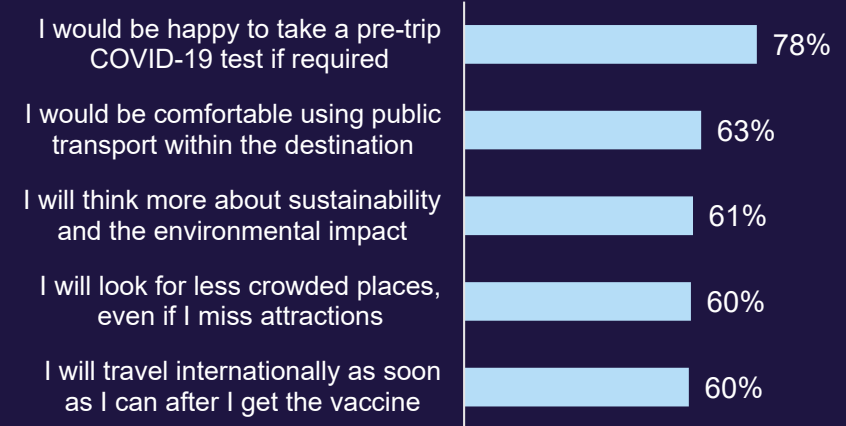 I would be happy to take a pre-trip
COVID-19 test if required
78%
I would be comfortable using public
transport within the destination
63%
I will think more about sustainability
and the environmental impact
61%
I will look for less crowded places,
even if I miss attractions
60%
I will travel internationally as soon
as I can after I get the vaccine
60%